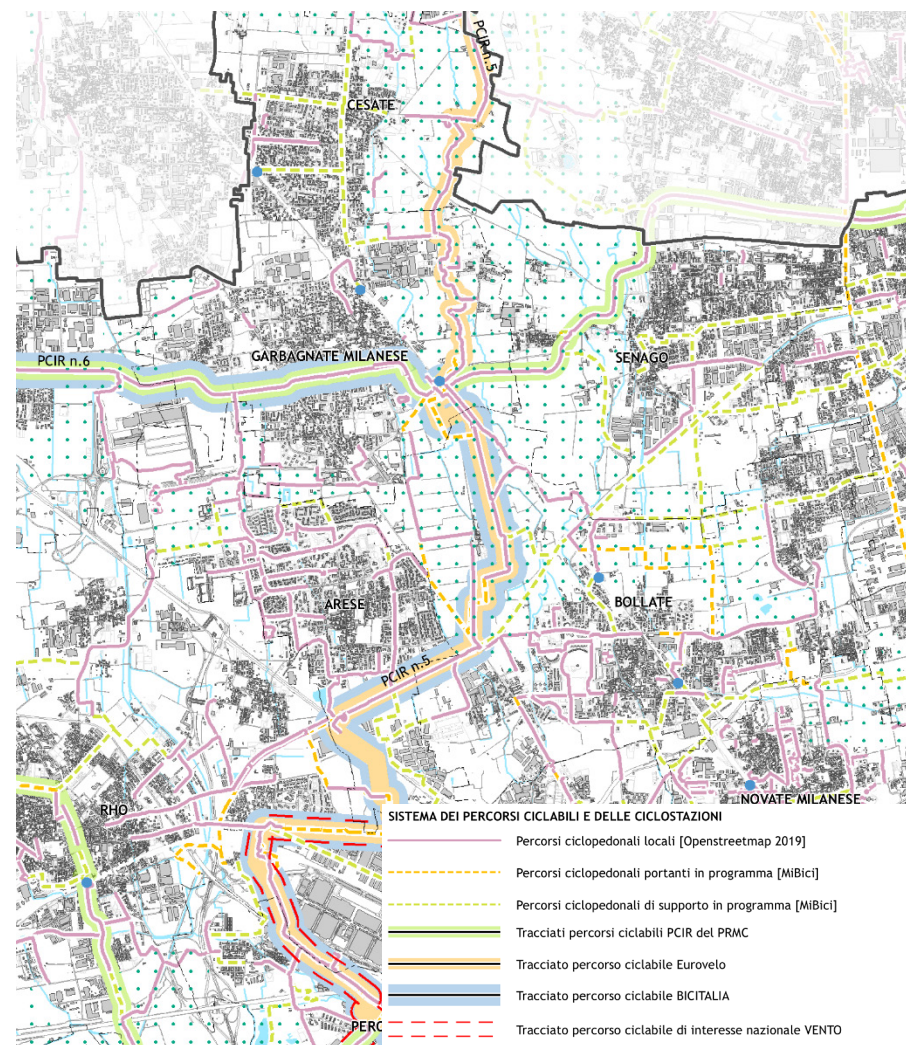 PCIR n.5
CESATE
PCIR n.6
GARBAGNATE MILANESE
SENAGO
ARESE
BOLLATE
PCIR n.5
RHO
NOVATE MILANESE
SISTEMA DEI PERCORSI CICLABILI E DELLE CICLOSTAZIONI
Percorsi ciclopedonali locali [Openstreetmap 2019]
Percorsi ciclopedonali portanti in programma [MiBici]
Percorsi ciclopedonali di supporto in programma [MiBici]
Tracciati percorsi ciclabili PCIR del PRMC
Tracciato percorso ciclabile Eurovelo
Tracciato percorso ciclabile BICITALIA
PERO
Tracciato percorso ciclabile di interesse nazionale VENTO